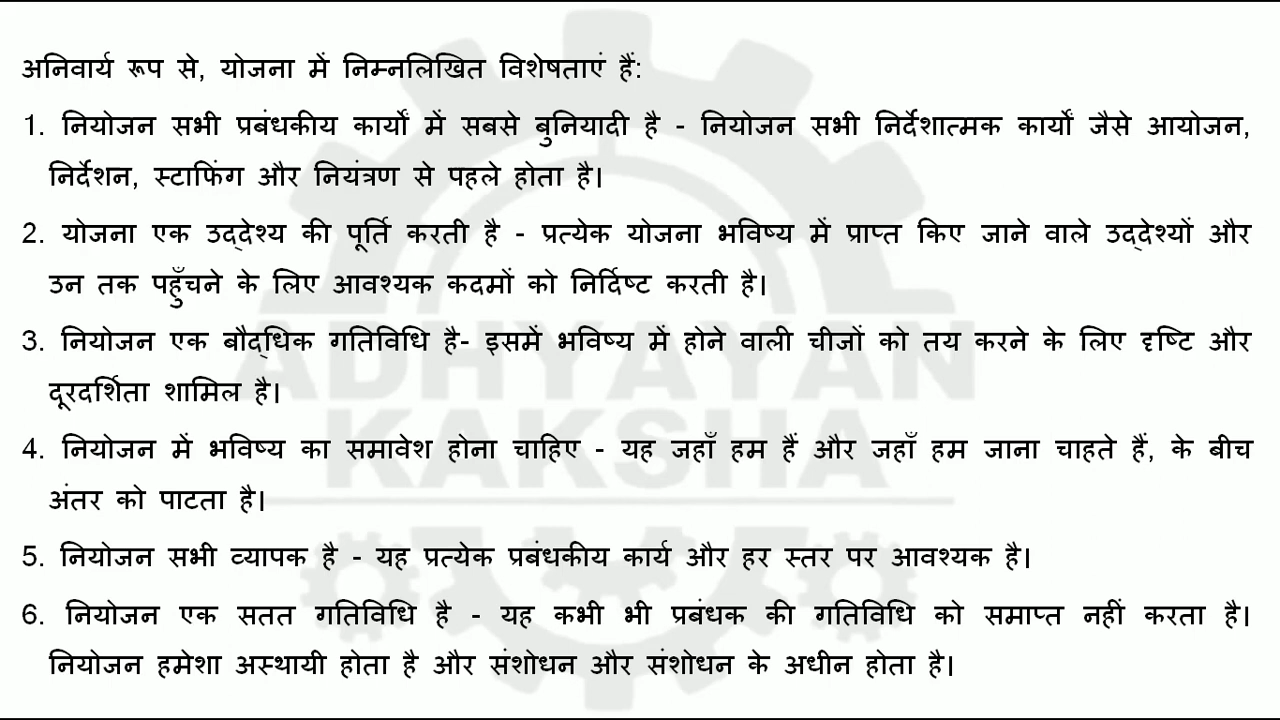 अनिवार्य रूप से, योजना में निम्नलिखित विशेषताएं हैं:
1. नियोजन सभी प्रबंधकीय कार्यों में सबसे बुनियादी है - नियोजन सभी निर्देशात्मक कार्यों जैसे आयोजन,
निर्देशन, स्टाफिंग और नियंत्रण से पहले होता है।
2. योजना एक उद्देश्य की पूर्ति करती है - प्रत्येक योजना भविष्य में प्राप्त किए जाने वाले उद्देश्यों और
उन तक पहुँचने के लिए आवश्यक कदमों को निर्दिष्ट करती है।
3. नियोजन एक बौद्धिक गतिविधि है- इसमें भविष्य में होने वाली चीजों को तय करने के लिए दृष्टि और
दूरदर्शिता शामिल है।
4. नियोजन में भविष्य का समावेश होना चाहिए - यह जहाँ हम हैं और जहाँ हम जाना चाहते हैं, के बीच
अंतर को पाटता है।
5. नियोजन सभी व्यापक है - यह प्रत्येक प्रबंधकीय कार्य और हर स्तर पर आवश्यक है।
6. नियोजन एक सतत गतिविधि है - यह कभी भी प्रबंधक की गतिविधि को समाप्त नहीं करता है।
नियोजन हमेशा अस्थायी होता है और संशोधन और संशोधन के अधीन होता है।
ADHYAYAN
KAKSHA